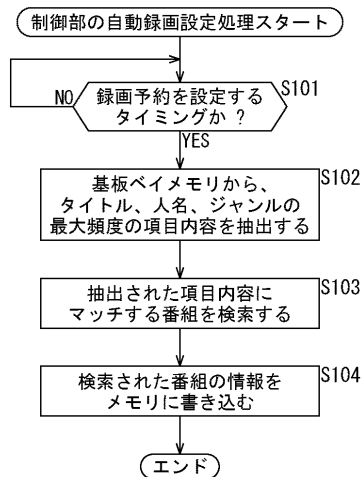 制御部の自動録画設定処理スタート
録画予約を設定する
タイミングか ?
S101
NO
YES
S102
基板ベイメモリから、
タイトル、人名、ジャンルの
最大頻度の項目内容を抽出する
S103
抽出された項目内容に
マッチする番組を検索する
S104
検索された番組の情報を
メモリに書き込む
エンド